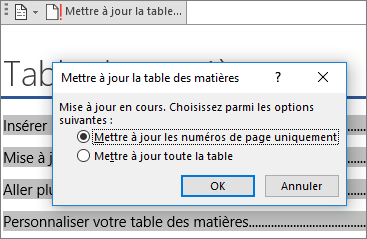 Mettre à jour la table...
Mettre à jour la table des matières
?
Mise à jour en cours. Choisissez parmi les options
suivantes :
Insérer
Mettre à jour les numéros de page uniquement
Mise à j
Mettre à jour toute la table
Aller plu
OK
Annuler
Personnaliser votre table des matières